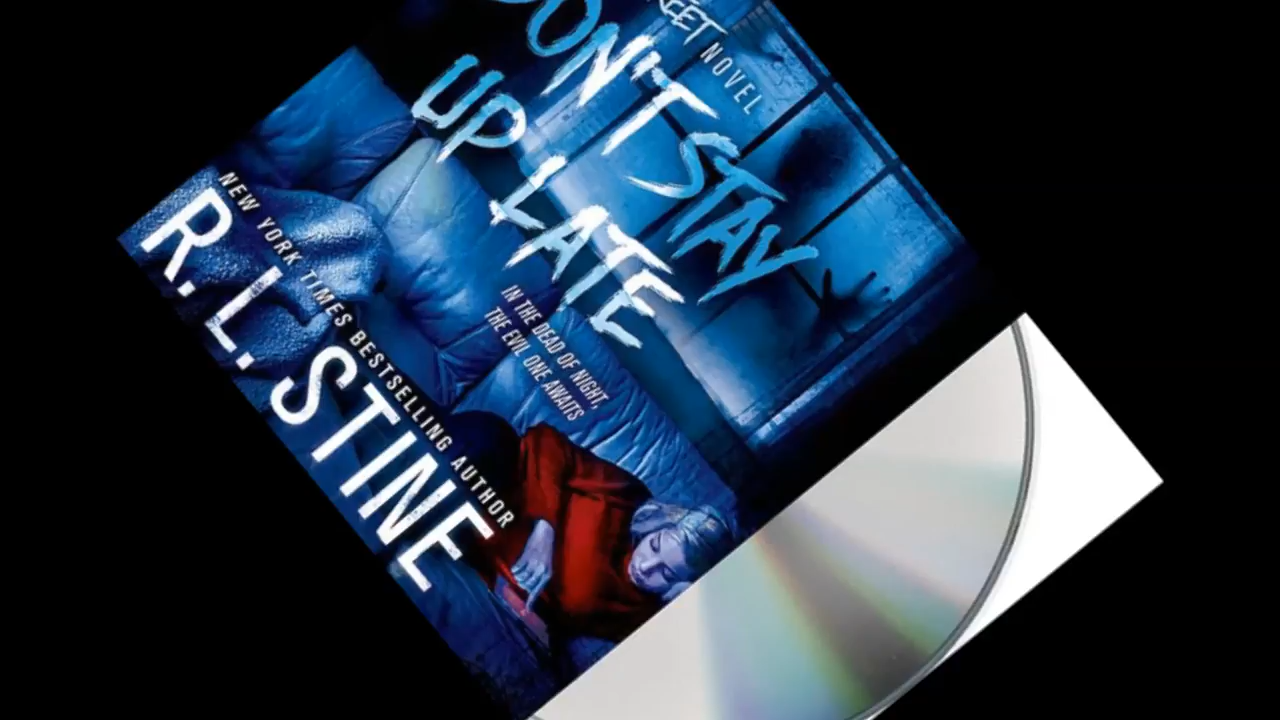 NOVEL
DON'T STAY
UP LATE
IN THE DEAD OF NIGHT,
THE EVIL ONE AWAITS
NEW YORK TIMES BESTSELLING AUTHOR
R. L. STINE